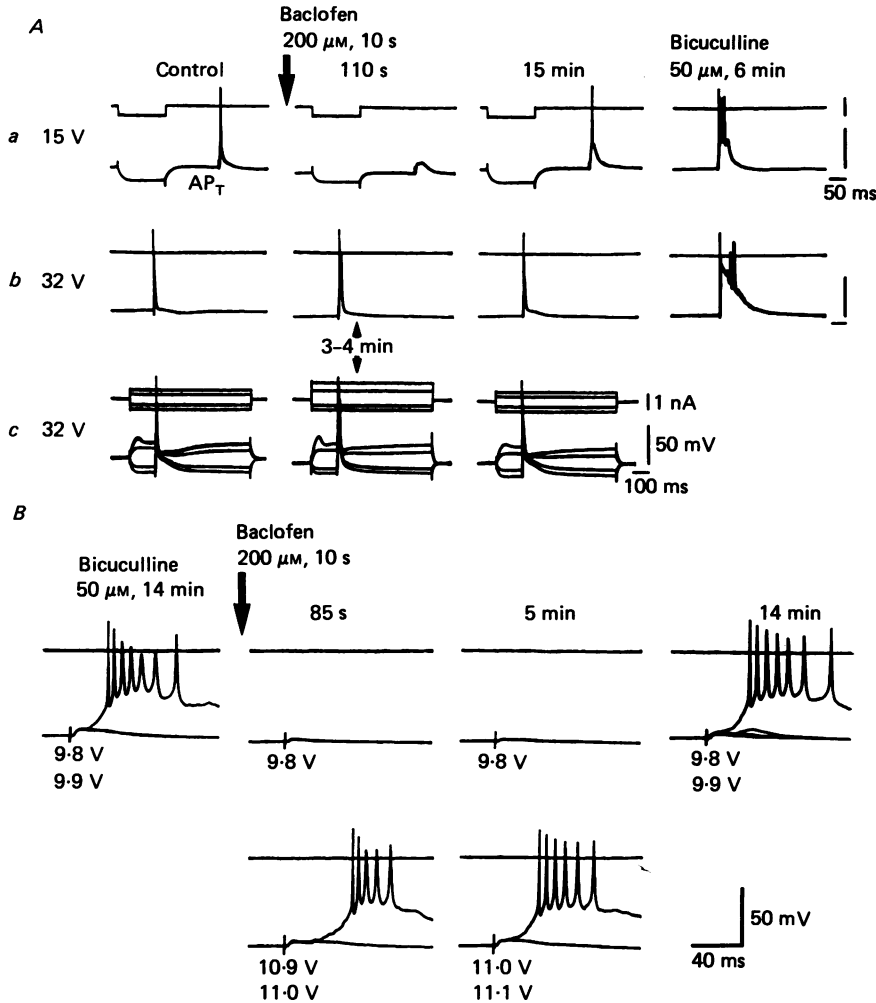 A
Baclofen
200 μM, 10 s
Bicuculline
50 μM, 6 min
Control
110 s
15 min
a 15 V
AP_T
50 ms
b 32 V
3–4 min
c 32 V
1 nA
50 mV
100 ms
B
Baclofen
200 μM, 10 s
Bicuculline
50 μM, 14 min
85 s
5 min
14 min
9·8 V
9·9 V
9·8 V
9·8 V
9·8 V
9·9 V
10·9 V
11·0 V
11·0 V
11·1 V
50 mV
40 ms